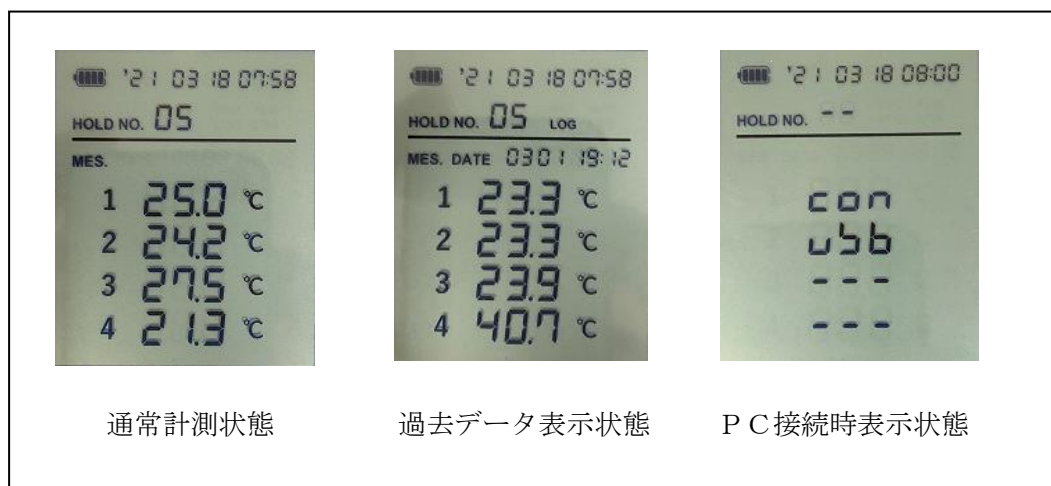 '21 03 18 07:58
HOLD NO. 05
MES.
1 25.0 ℃
2 24.2 ℃
3 27.5 ℃
4 21.3 ℃
通常計測状態
'21 03 18 07:58
HOLD NO. 05 LOG
MES. DATE 0301 19:12
1 23.3 ℃
2 23.3 ℃
3 23.9 ℃
4 40.7 ℃
過去データ表示状態
'21 03 18 08:00
HOLD NO. --
con
usb
---
---
ＰＣ接続時表示状態